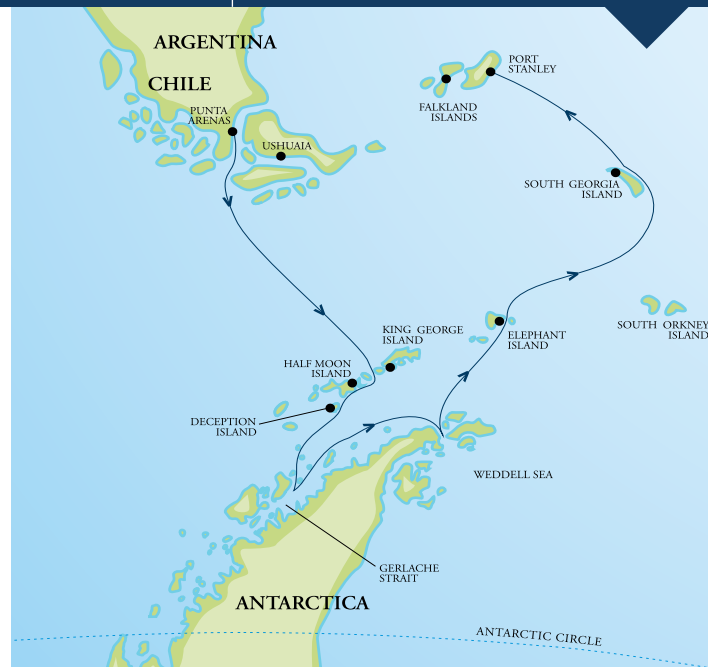 ARGENTINA
CHILE
PUNTA
ARENAS
USHUAIA
PORT
STANLEY
FALKLAND
ISLANDS
SOUTH GEORGIA
ISLAND
SOUTH ORKNEY
ISLAND
ELEPHANT
ISLAND
KING GEORGE
ISLAND
HALF MOON
ISLAND
DECEPTION
ISLAND
WEDDELL SEA
GERLACHE
STRAIT
ANTARCTICA
ANTARCTIC CIRCLE